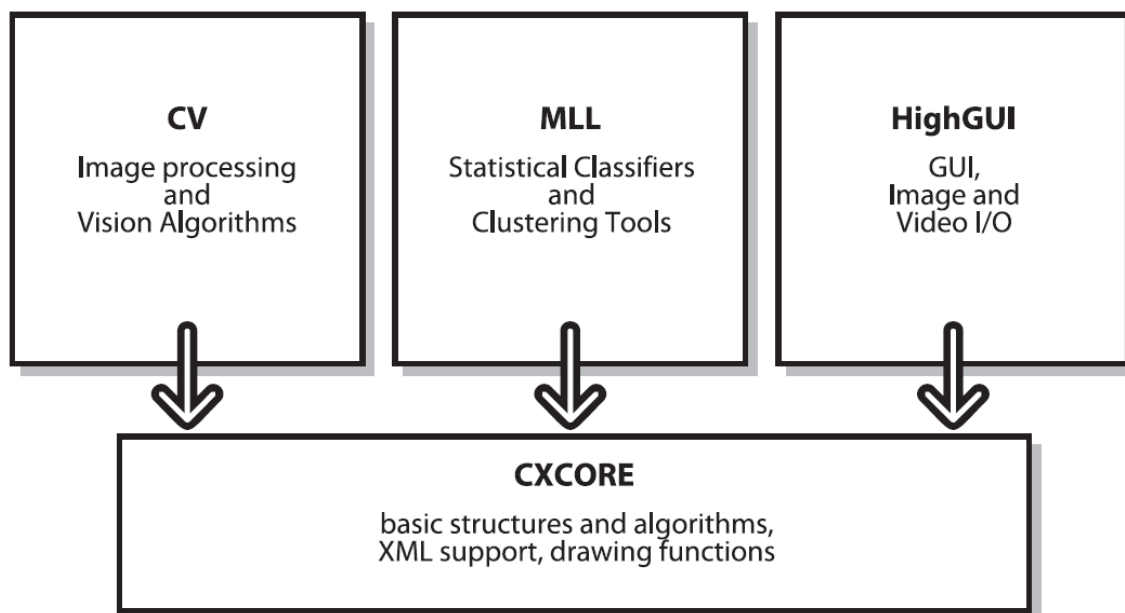 CV
Image processing
and
Vision Algorithms
MLL
Statistical Classifiers
and
Clustering Tools
HighGUI
GUI,
Image and
Video I/O
CXCORE
basic structures and algorithms,
XML support, drawing functions